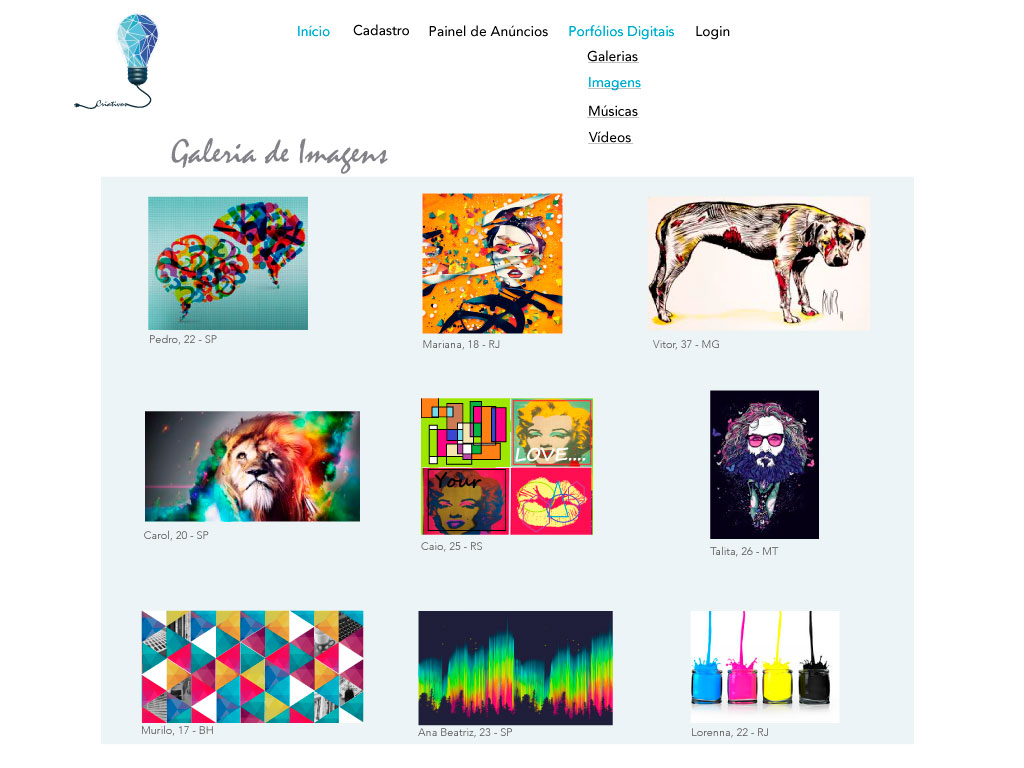 Início Cadastro Painel de Anúncios Porfólios Digitais Login
Galerias
Imagens
Músicas
Vídeos
Criativos
Galeria de Imagens
Pedro, 22 - SP
Mariana, 18 - RJ
Vitor, 37 - MG
LOVE....
Your
Carol, 20 - SP
Caio, 25 - RS
Talita, 26 - MT
Murilo, 17 - BH
Ana Beatriz, 23 - SP
Lorenna, 22 - RJ